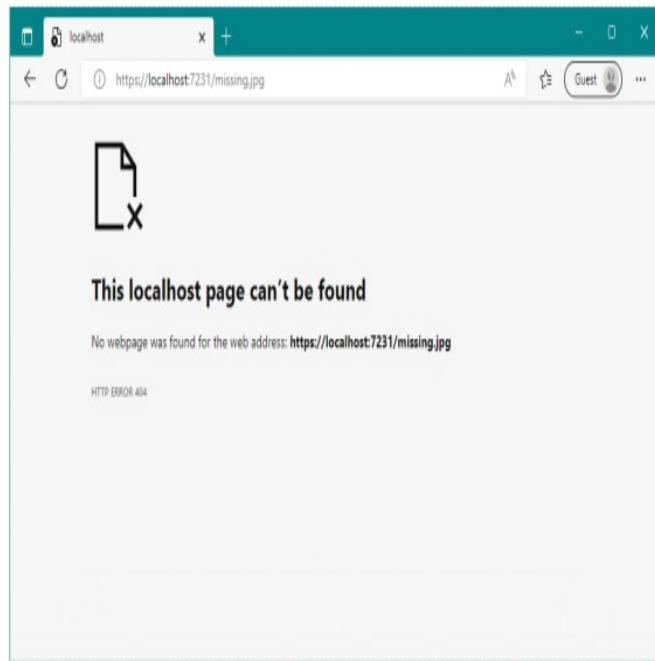 localhost
https://localhost:7231/missing.jpg
Guest
This localhost page can't be found
No webpage was found for the web address: https://localhost:7231/missing.jpg
HTTP ERROR 404